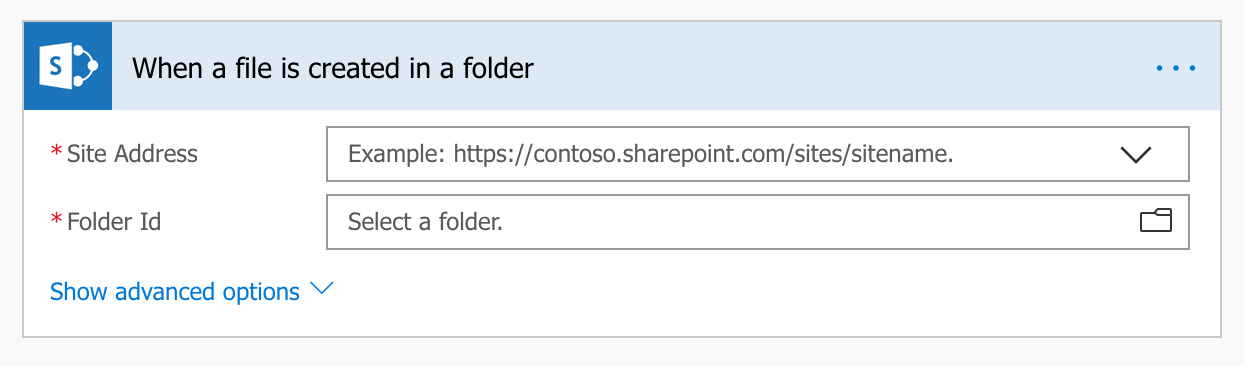 S
When a file is created in a folder
* Site Address
Example: https://contoso.sharepoint.com/sites/sitename.
* Folder Id
Select a folder.
Show advanced options